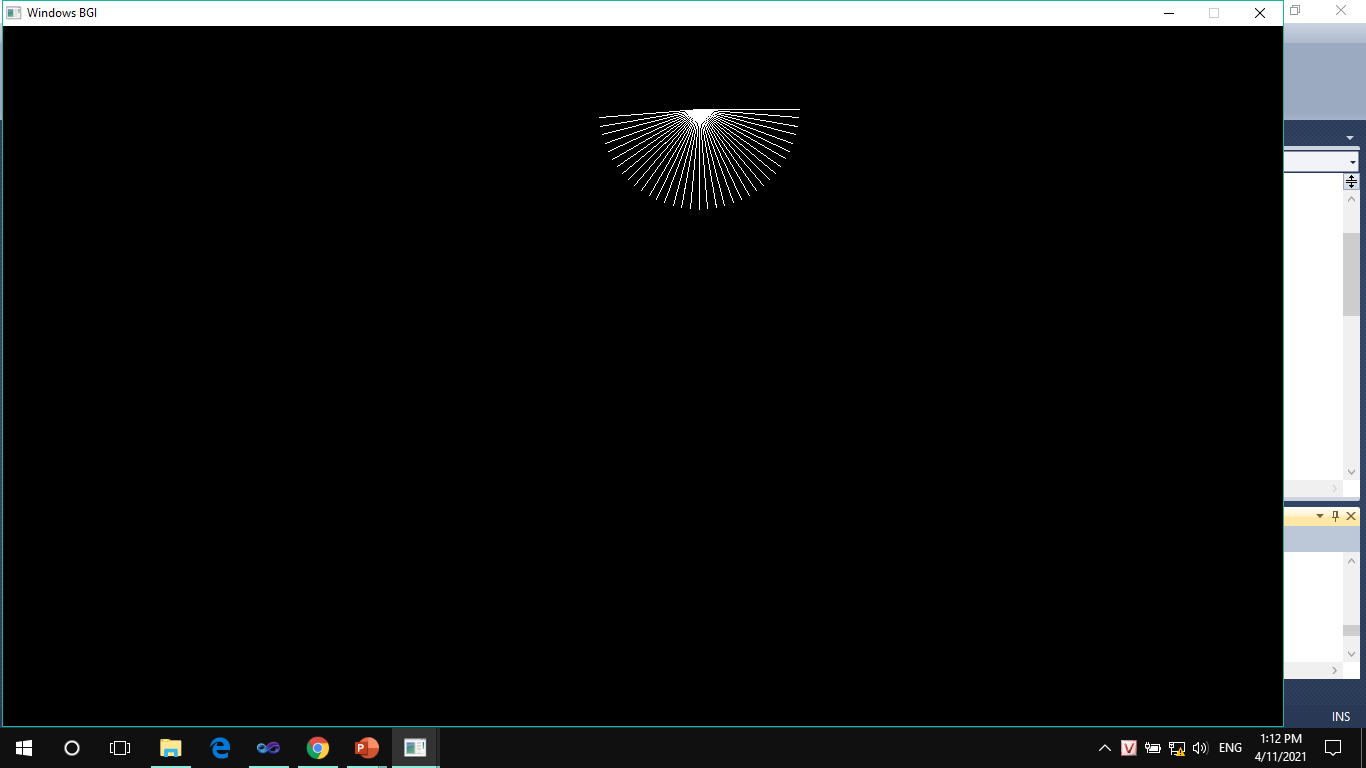 Windows BGI
INS
ENG
1:12 PM
4/11/2021